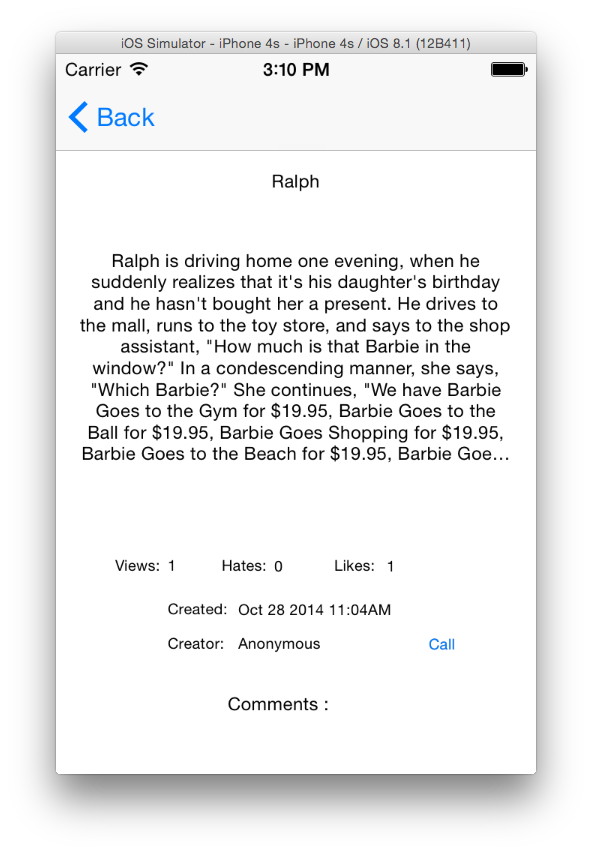 iOS Simulator - iPhone 4s - iPhone 4s / iOS 8.1 (12B411)
Carrier 3:10 PM
Back
Ralph
Ralph is driving home one evening, when he
suddenly realizes that it's his daughter's birthday
and he hasn't bought her a present. He drives to
the mall, runs to the toy store, and says to the shop
assistant, "How much is that Barbie in the
window?" In a condescending manner, she says,
"Which Barbie?" She continues, "We have Barbie
Goes to the Gym for $19.95, Barbie Goes to the
Ball for $19.95, Barbie Goes Shopping for $19.95,
Barbie Goes to the Beach for $19.95, Barbie Goe…
Views: 1 Hates: 0 Likes: 1
Created: Oct 28 2014 11:04AM
Creator: Anonymous Call
Comments :